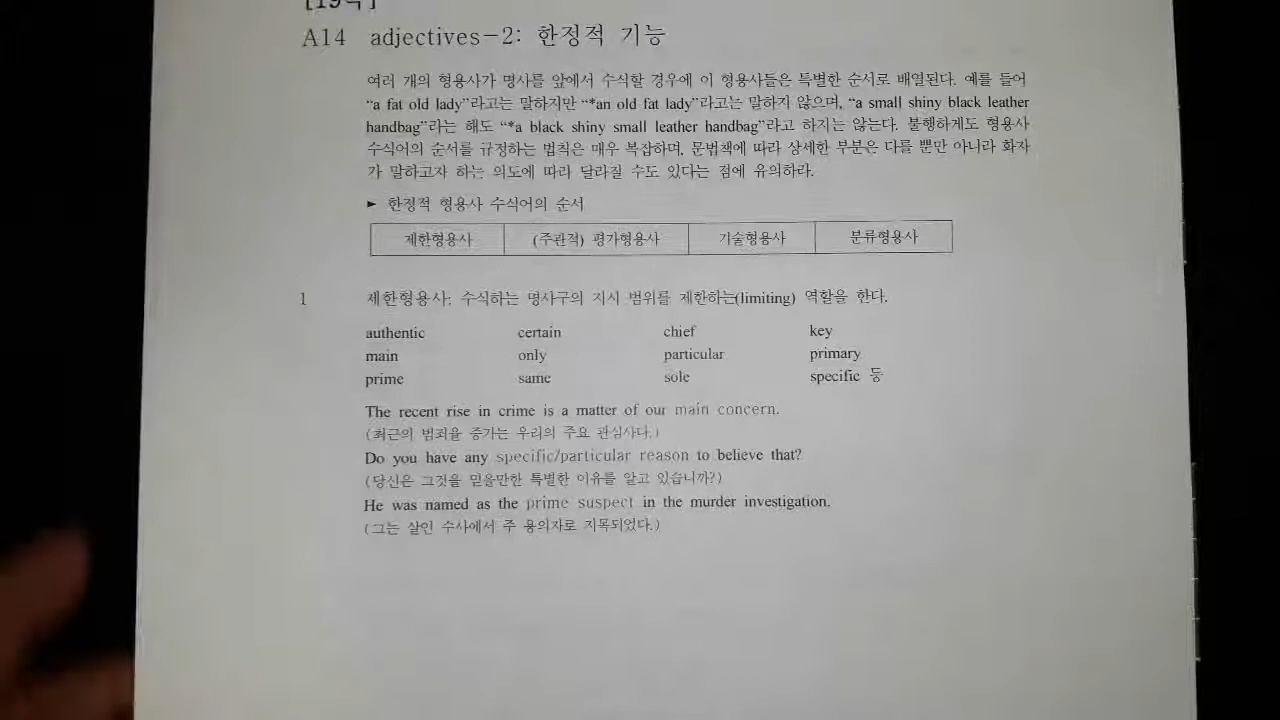 [19쪽]
A14 adjectives-2: 한정적 기능
여러 개의 형용사가 명사를 앞에서 수식할 경우에 이 형용사들은 특별한 순서로 배열된다. 예를 들어
“a fat old lady”라고는 말하지만 “*an old fat lady”라고는 말하지 않으며, “a small shiny black leather
handbag”라는 해도 “*a black shiny small leather handbag”라고 하지는 않는다. 불행하게도 형용사
수식어의 순서를 규정하는 법칙은 매우 복잡하며, 문법책에 따라 상세한 부분은 다를 뿐만 아니라 화자
가 말하고자 하는 의도에 따라 달라질 수도 있다는 점에 유의하라.
► 한정적 형용사 수식어의 순서
제한형용사 (주관적) 평가형용사 기술형용사 분류형용사
1 제한형용사: 수식하는 명사구의 지시 범위를 제한하는(limiting) 역할을 한다.
authentic certain chief key
main only particular primary
prime same sole specific 등
The recent rise in crime is a matter of our main concern.
(최근의 범죄율 증가는 우리의 주요 관심사다.)
Do you have any specific/particular reason to believe that?
(당신은 그것을 믿을만한 특별한 이유를 알고 있습니까?)
He was named as the prime suspect in the murder investigation.
(그는 살인 수사에서 주 용의자로 지목되었다.)